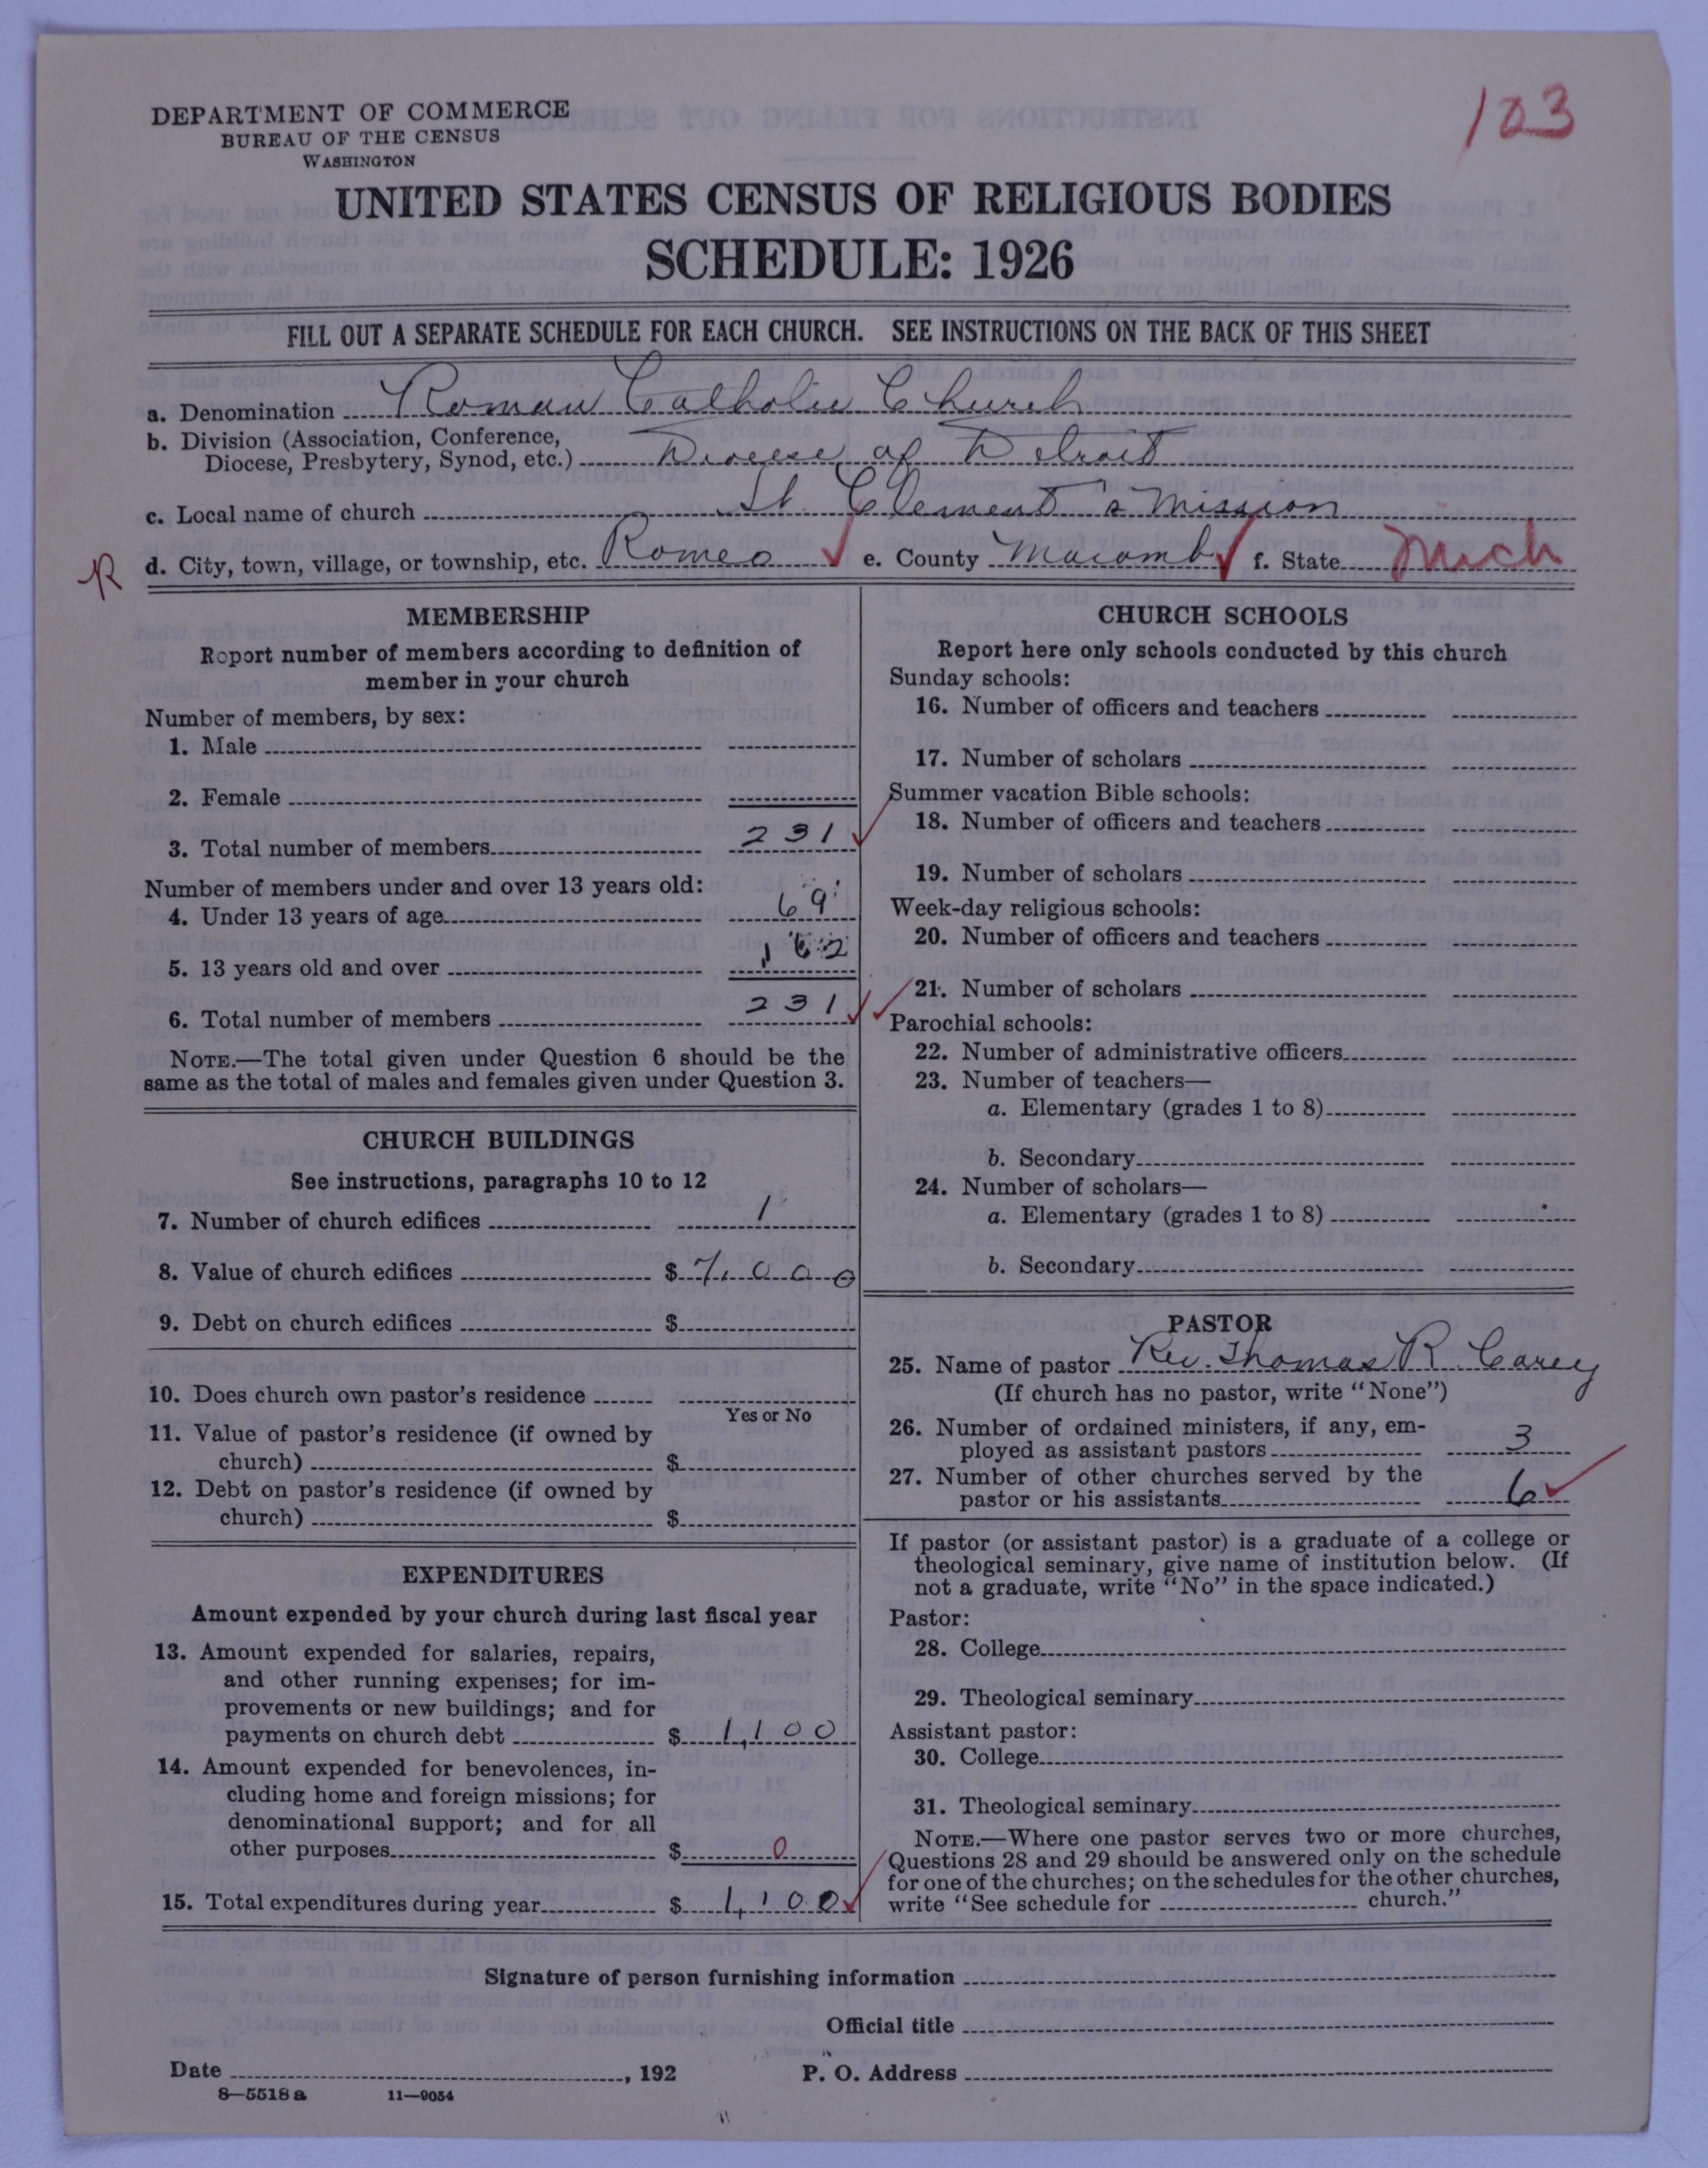 103
DEPARTMENT OF COMMERCE
BUREAU OF THE CENSUS
WASHINGTON
UNITED STATES CENSUS OF RELIGIOUS BODIES
SCHEDULE: 1926
FILL OUT A SEPARATE SCHEDULE FOR EACH CHURCH. SEE INSTRUCTIONS ON THE BACK OF THIS SHEET
a. Denomination Roman Catholic Church
b. Division (Association, Conference,
Diocese, Presbytery, Synod, etc.) Diocese of Detroit
c. Local name of church St. Clement's Mission
R d. City, town, village, or township, etc. Romeo e. County Macomb f. State Mich
MEMBERSHIP
Report number of members according to definition of
member in your church
Number of members, by sex:
1. Male
2. Female
3. Total number of members 231
Number of members under and over 13 years old:
4. Under 13 years of age 69
5. 13 years old and over 162
6. Total number of members 231
NOTE.—The total given under Question 6 should be the
same as the total of males and females given under Question 3.
CHURCH BUILDINGS
See instructions, paragraphs 10 to 12
7. Number of church edifices 1
8. Value of church edifices $ 7,000
9. Debt on church edifices $
10. Does church own pastor's residence
Yes or No
11. Value of pastor's residence (if owned by
church) $
12. Debt on pastor's residence (if owned by
church) $
EXPENDITURES
Amount expended by your church during last fiscal year
13. Amount expended for salaries, repairs,
and other running expenses; for im-
provements or new buildings; and for
payments on church debt $ 1,100
14. Amount expended for benevolences, in-
cluding home and foreign missions; for
denominational support; and for all
other purposes $ 0
15. Total expenditures during year $ 1,100
CHURCH SCHOOLS
Report here only schools conducted by this church
Sunday schools:
16. Number of officers and teachers
17. Number of scholars
Summer vacation Bible schools:
18. Number of officers and teachers
19. Number of scholars
Week-day religious schools:
20. Number of officers and teachers
21. Number of scholars
Parochial schools:
22. Number of administrative officers
23. Number of teachers—
a. Elementary (grades 1 to 8)
b. Secondary
24. Number of scholars—
a. Elementary (grades 1 to 8)
b. Secondary
PASTOR
25. Name of pastor Rev. Thomas R. Carey
(If church has no pastor, write "None")
26. Number of ordained ministers, if any, em-
ployed as assistant pastors 3
27. Number of other churches served by the
pastor or his assistants 6
If pastor (or assistant pastor) is a graduate of a college or
theological seminary, give name of institution below. (If
not a graduate, write "No" in the space indicated.)
Pastor:
28. College
29. Theological seminary
Assistant pastor:
30. College
31. Theological seminary
NOTE.—Where one pastor serves two or more churches,
Questions 28 and 29 should be answered only on the schedule
for one of the churches; on the schedules for the other churches,
write "See schedule for church."
Signature of person furnishing information
Official title
Date , 192 P. O. Address
8—5518 a 11—9054